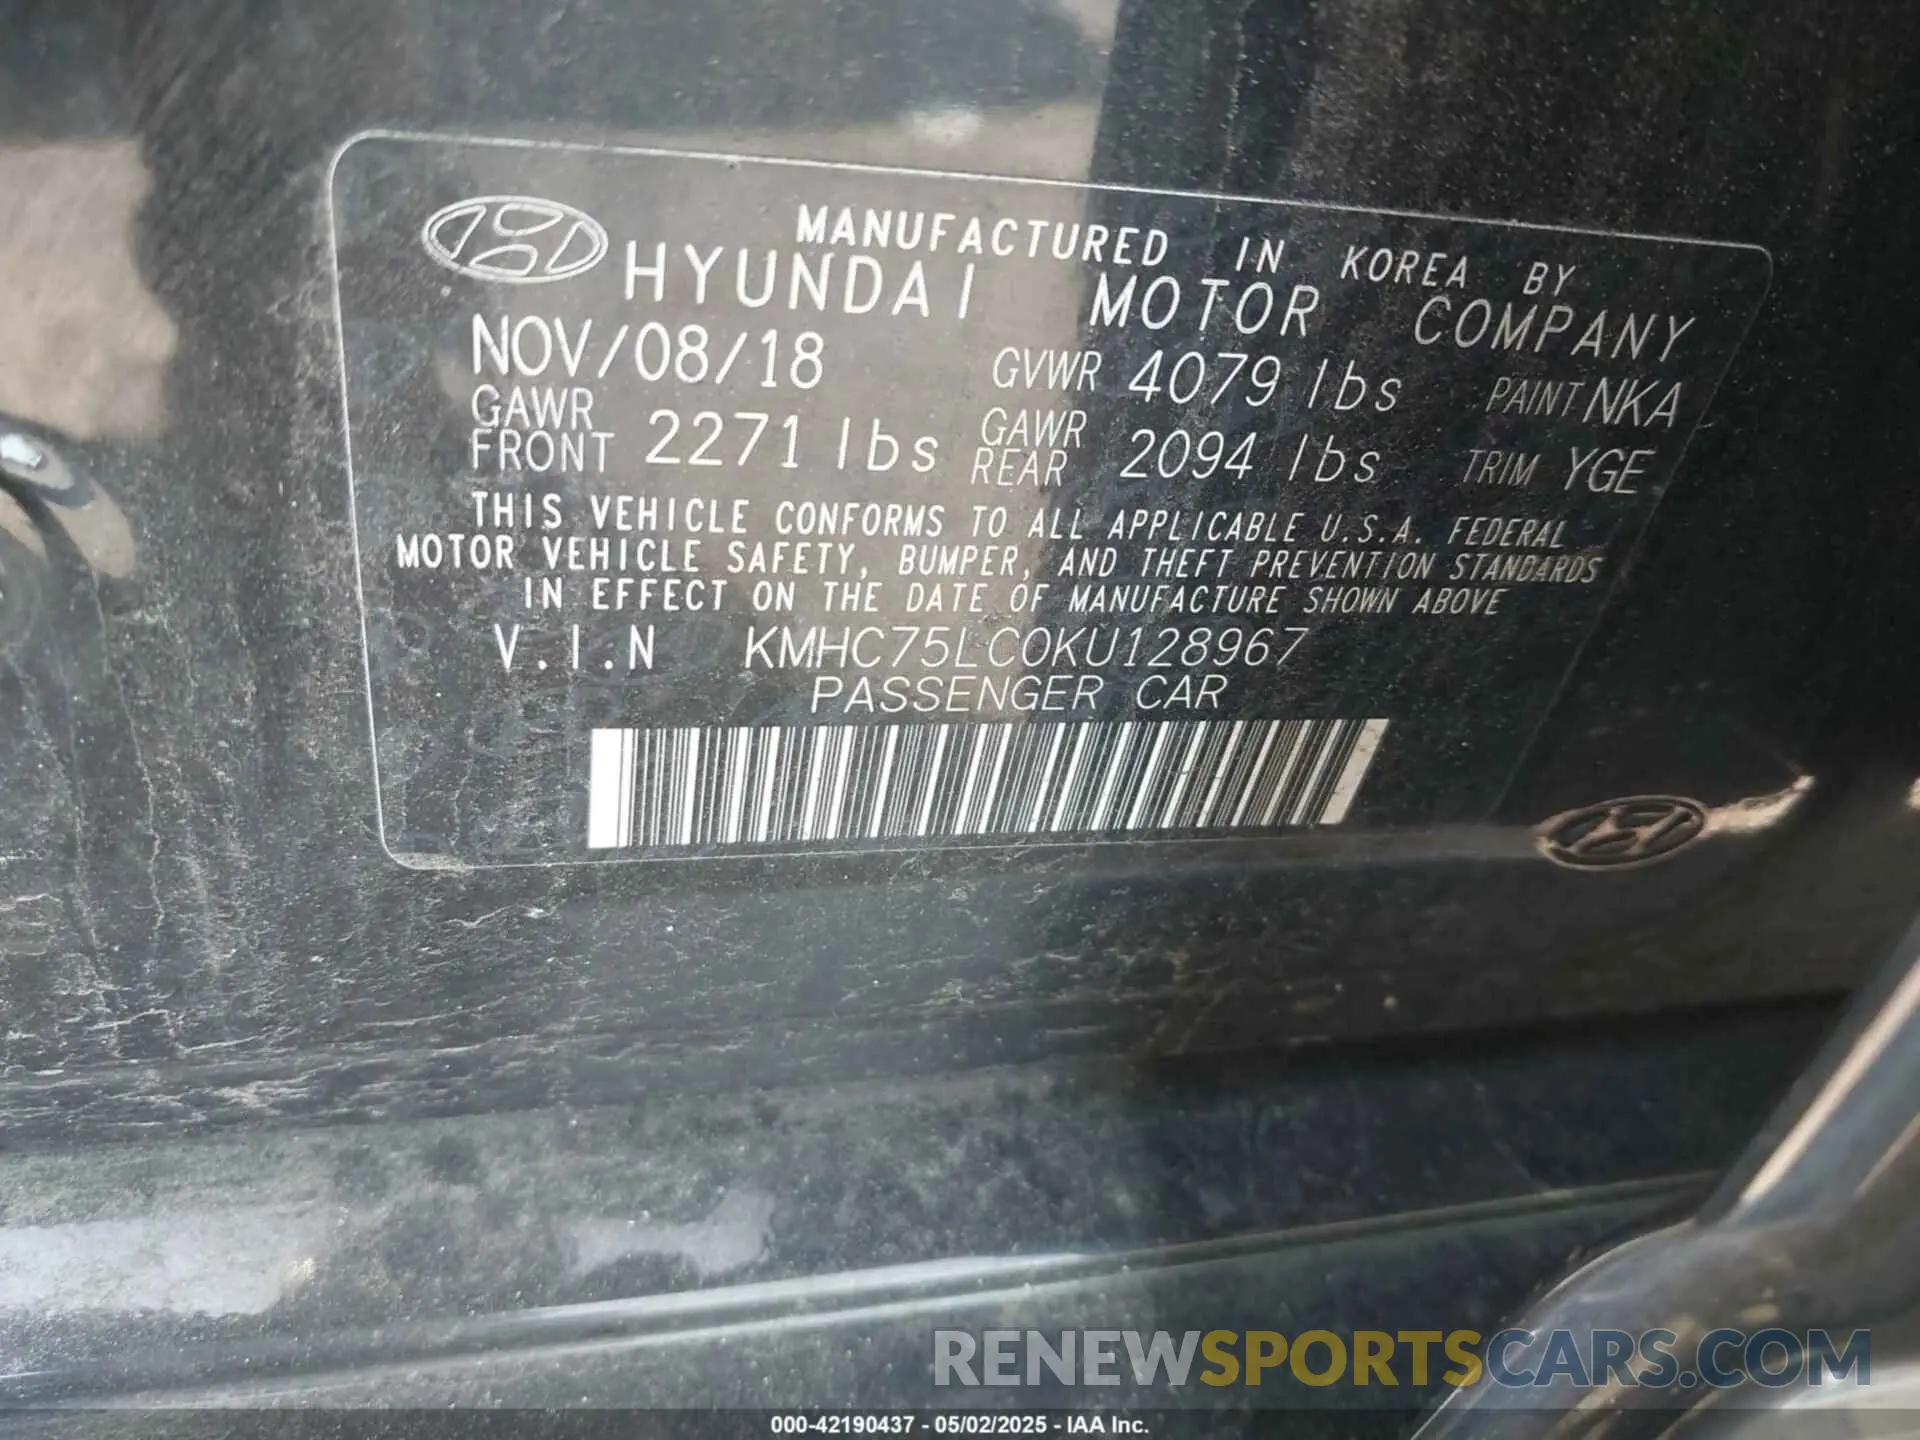 MANUFACTURED IN KOREA BY
HYUNDAI MOTOR COMPANY
NOV/08/18 GVWR 4079 lbs PAINT NKA
GAWR FRONT 2271 lbs GAWR REAR 2094 lbs TRIM YGE
THIS VEHICLE CONFORMS TO ALL APPLICABLE U.S.A. FEDERAL
MOTOR VEHICLE SAFETY, BUMPER, AND THEFT PREVENTION STANDARDS
IN EFFECT ON THE DATE OF MANUFACTURE SHOWN ABOVE
V.I.N KMHC75LC0KU128967
PASSENGER CAR
RENEWSPORTSCARS.COM
000-42190437 - 05/02/2025 - IAA Inc.